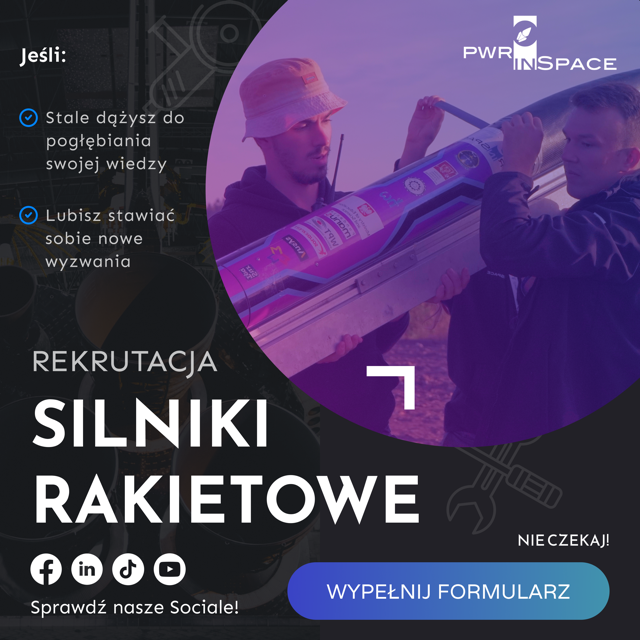 Jeśli:
PWR INSPACE
Stale dążysz do
pogłębiania
swojej wiedzy
Lubisz stawiać
sobie nowe
wyzwania
REKRUTACJA
SILNIKI
RAKIETOWE
NIE CZEKAJ!
WYPEŁNIJ FORMULARZ
Sprawdź nasze Sociale!